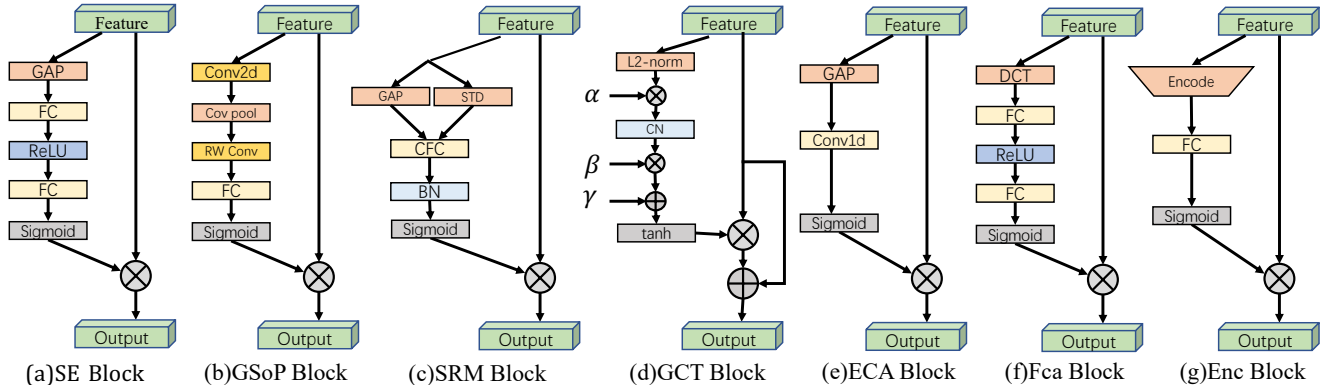 Feature
GAP
FC
ReLU
FC
Sigmoid
Output
(a)SE Block
Feature
Conv2d
Cov pool
RW Conv
FC
Sigmoid
Output
(b)GSoP Block
Feature
GAP STD
CFC
BN
Sigmoid
Output
(c)SRM Block
Feature
L2-norm
α
CN
β
γ
tanh
Output
(d)GCT Block
Feature
GAP
Conv1d
Sigmoid
Output
(e)ECA Block
Feature
DCT
FC
ReLU
FC
Sigmoid
Output
(f)Fca Block
Feature
Encode
FC
Sigmoid
Output
(g)Enc Block